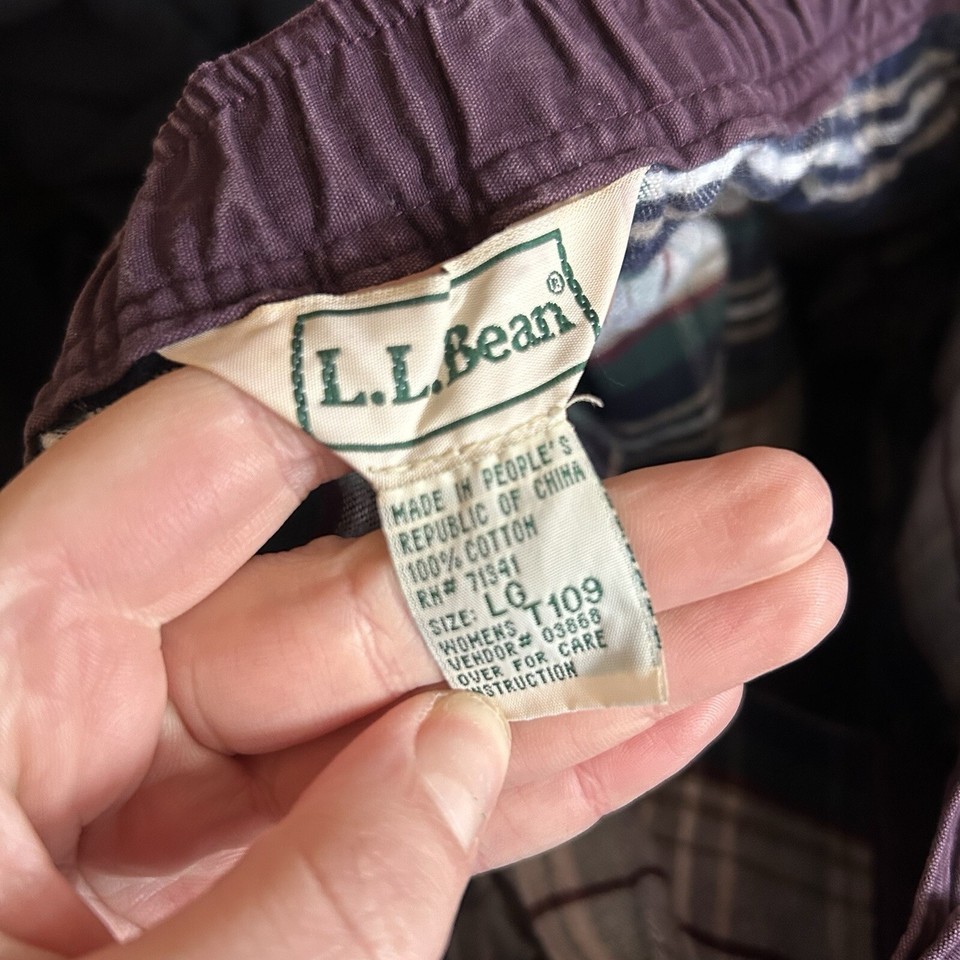 L.L.Bean®
MADE IN PEOPLE'S
REPUBLIC OF CHINA
100% COTTON
RN# 71341
SIZE: LG
WOMENS T109
VENDOR# 03868
OVER FOR CARE
NSTRUCTION